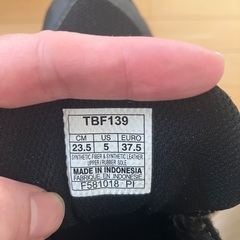 TBF139
CM US EURO
23.5 5 37.5
SYNTHETIC FIBER & SYNTHETIC LEATHER
UPPER / RUBBER SOLE
MADE IN INDONESIA
FABRIQUE EN INDONESIE
F581018 PI